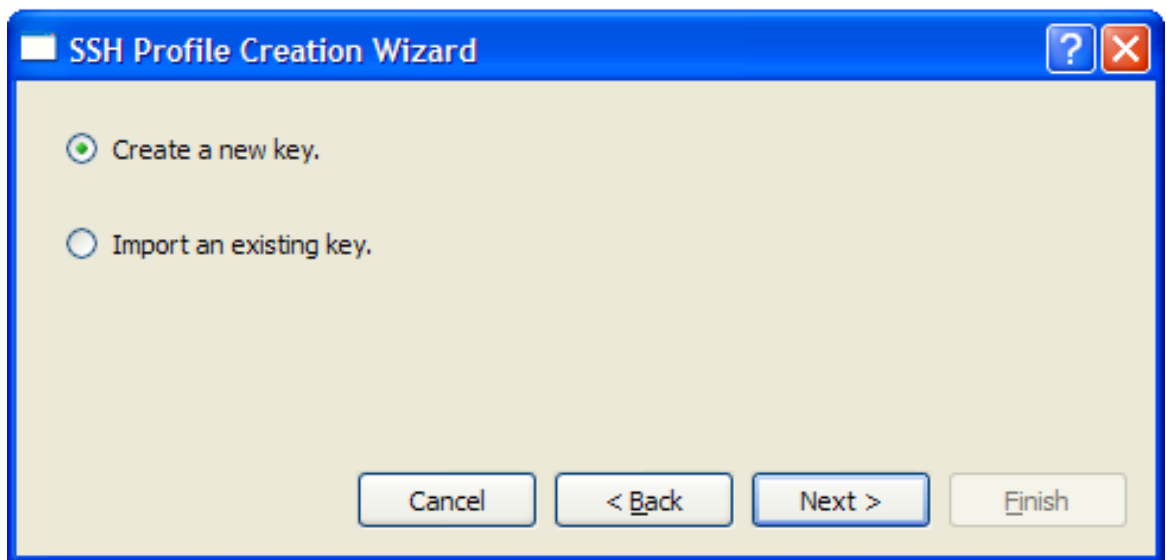 SSH Profile Creation Wizard ?
Create a new key.
Import an existing key.
Cancel < Back Next > Finish